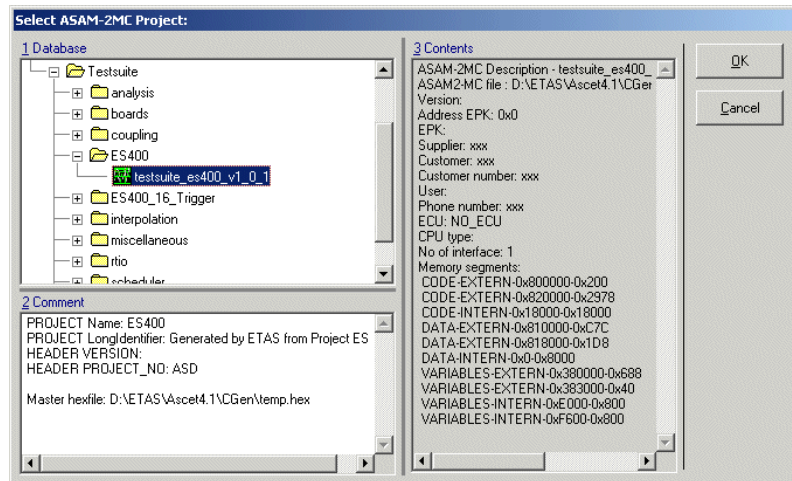 Select ASAM-2MC Project:
1 Database
Testsuite
analysis
boards
coupling
ES400
testsuite_es400_v1_0_1
ES400_16_Trigger
interpolation
miscellaneous
rtio
scheduler
2 Comment
PROJECT Name: ES400
PROJECT LongIdentifier: Generated by ETAS from Project ES
HEADER VERSION:
HEADER PROJECT_NO: ASD
Master hexfile: D:\ETAS\Ascet4.1\CGen\temp.hex
3 Contents
ASAM-2MC Description - testsuite_es400_
ASAM2-MC file : D:\ETAS\Ascet4.1\CGer
Version:
Address EPK: 0x0
EPK:
Supplier: xxx
Customer: xxx
Customer number: xxx
User:
Phone number: xxx
ECU: NO_ECU
CPU type:
No of interface: 1
Memory segments:
CODE-EXTERN-0x800000-0x200
CODE-EXTERN-0x820000-0x2978
CODE-INTERN-0x18000-0x18000
DATA-EXTERN-0x810000-0xC7C
DATA-EXTERN-0x818000-0x1D8
DATA-INTERN-0x0-0x8000
VARIABLES-EXTERN-0x380000-0x688
VARIABLES-EXTERN-0x383000-0x40
VARIABLES-INTERN-0xE000-0x800
VARIABLES-INTERN-0xF600-0x800
OK
Cancel